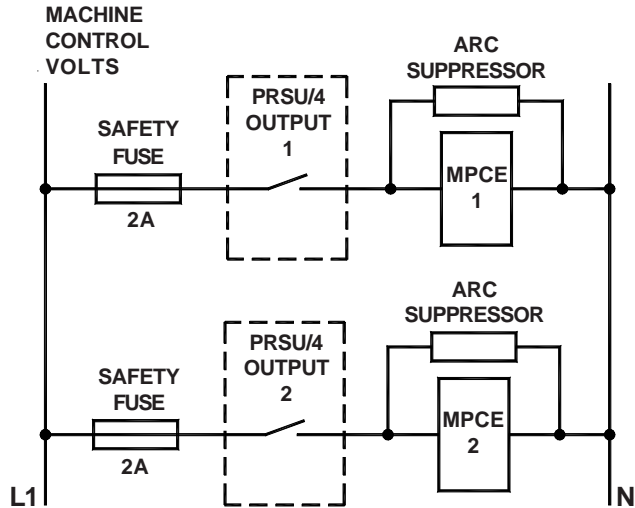 MACHINE
CONTROL
VOLTS
ARC
SUPPRESSOR
PRSU/4
OUTPUT
1
SAFETY
FUSE
2A
MPCE
1
ARC
SUPPRESSOR
PRSU/4
OUTPUT
2
SAFETY
FUSE
2A
MPCE
2
L1
N